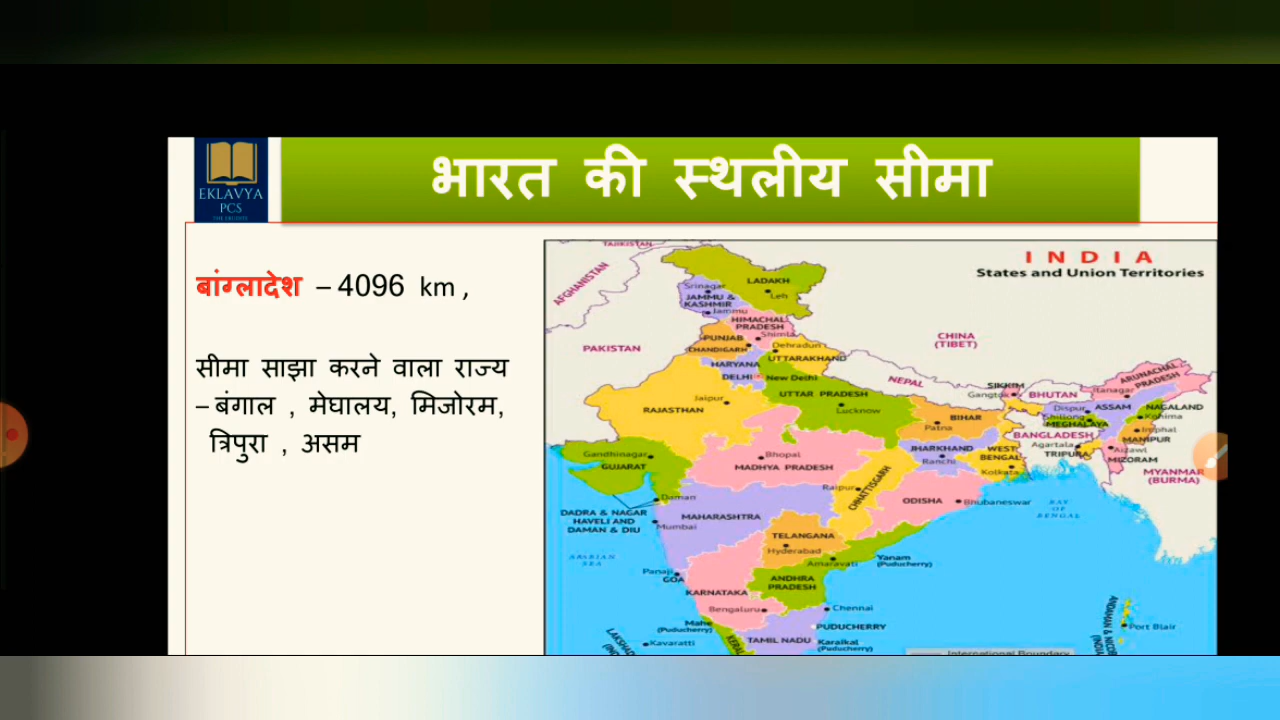 भारत की स्थलीय सीमा
EKLAVYA
PCS
बांग्लादेश – 4096 km ,
सीमा साझा करने वाला राज्य
– बंगाल , मेघालय, मिजोरम,
त्रिपुरा , असम
INDIA
States and Union Territories
TAJIKISTAN
AFGHANISTAN
PAKISTAN
CHINA
(TIBET)
NEPAL
BHUTAN
BANGLADESH
MYANMAR
(BURMA)
LADAKH
Leh
Srinagar
JAMMU &
KASHMIR
Jammu
HIMACHAL
PRADESH
Shimla
PUNJAB
CHANDIGARH
Dehradun
UTTARAKHAND
HARYANA
DELHI
New Delhi
UTTAR PRADESH
Lucknow
Jaipur
RAJASTHAN
SIKKIM
Gangtok
ARUNACHAL
PRADESH
Itanagar
Dispur
ASSAM
NAGALAND
Kohima
Shillong
MEGHALAYA
Imphal
MANIPUR
Agartala
TRIPURA
Aizawl
MIZORAM
BIHAR
Patna
JHARKHAND
Ranchi
WEST
BENGAL
Kolkata
Gandhinagar
GUJARAT
Bhopal
MADHYA PRADESH
Raipur
CHHATTISGARH
ODISHA
Bhubaneswar
BAY
OF
BENGAL
Daman
DADRA & NAGAR
HAVELI AND
DAMAN & DIU
MAHARASHTRA
Mumbai
TELANGANA
Hyderabad
Amaravati
Yanam
(Puducherry)
ARABIAN
SEA
Panaji
GOA
KARNATAKA
ANDHRA
PRADESH
Bengaluru
Chennai
Mahe
(Puducherry)
PUDUCHERRY
TAMIL NADU
Karaikal
(Puducherry)
Kavaratti
Port Blair
International Boundary